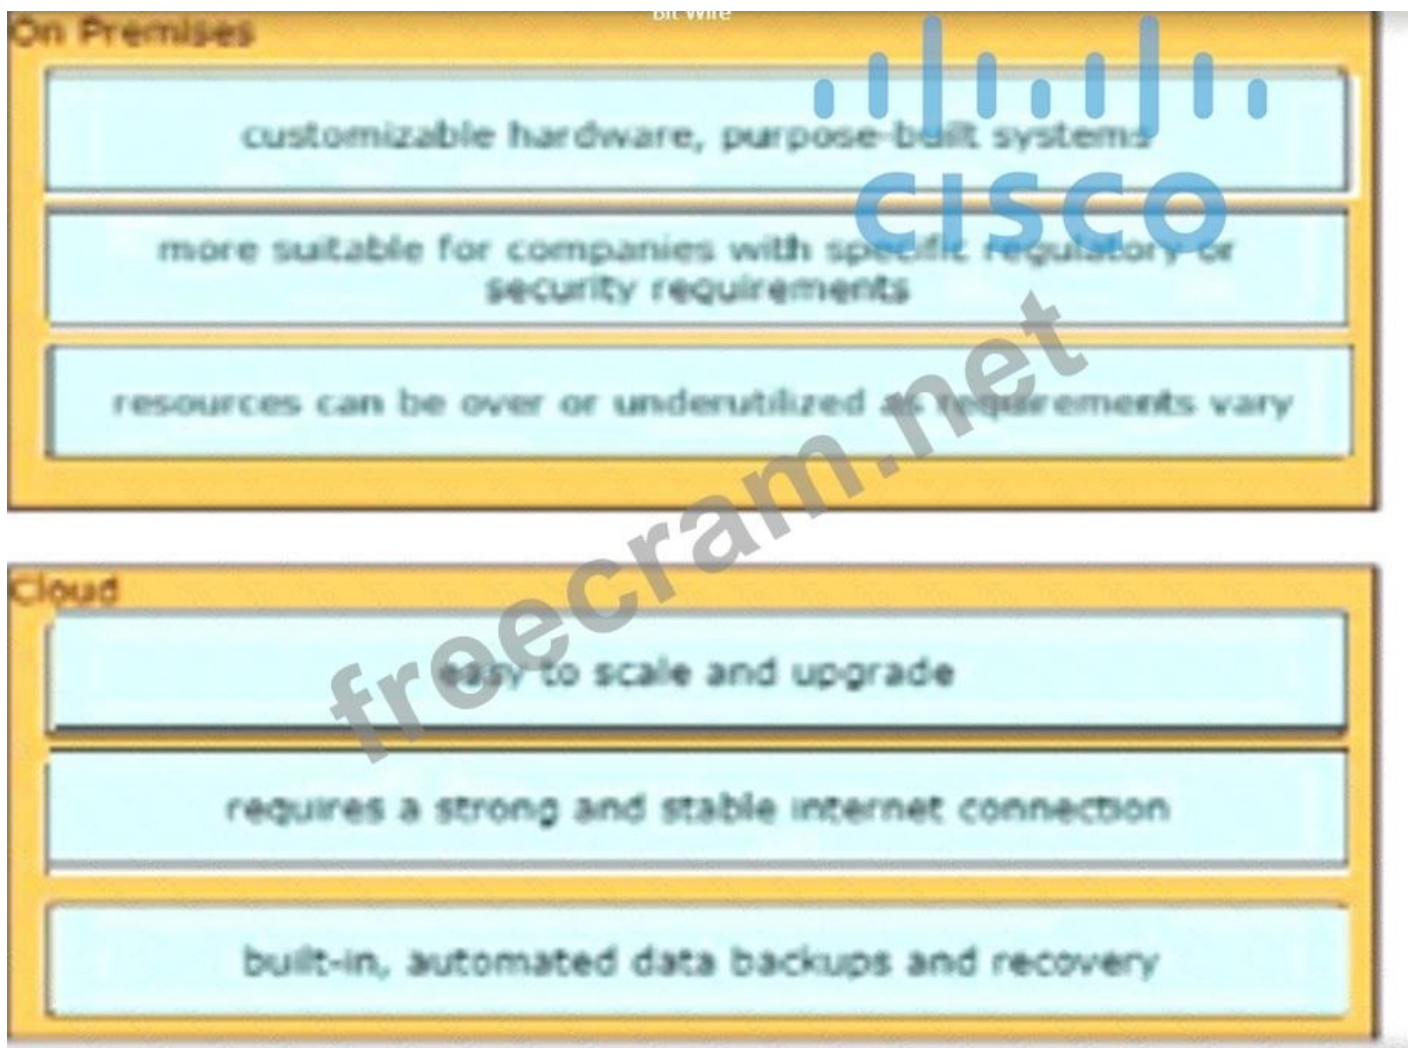 Bit Wire
On Premises
customizable hardware, purpose-built systems
CISCO
more suitable for companies with specific regulatory or
security requirements
resources can be over or underutilized as requirements vary
freecram.net
Cloud
easy to scale and upgrade
requires a strong and stable internet connection
built-in, automated data backups and recovery